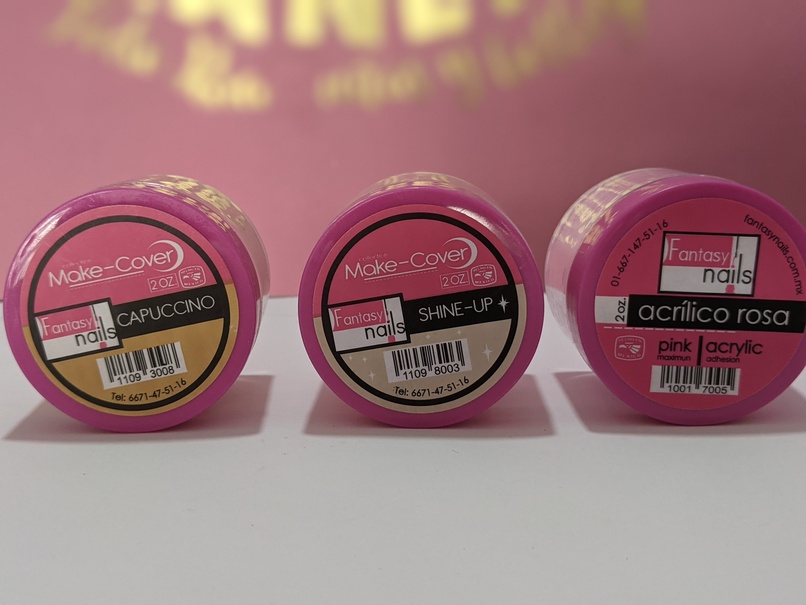 Make-Cover
2 OZ
Fantasy
nails
CAPUCCINO
1109 3008
Tel: 6671-47-51-16
Make-Cover
2 OZ
Fantasy
nails
SHINE-UP
1109 8003
Tel: 6671-47-51-16
01-667-147-51-16
fantasynails.com.mx
Fantasy
nails
2 oz.
acrílico rosa
pink acrylic
maximun adhesion
1001 7005